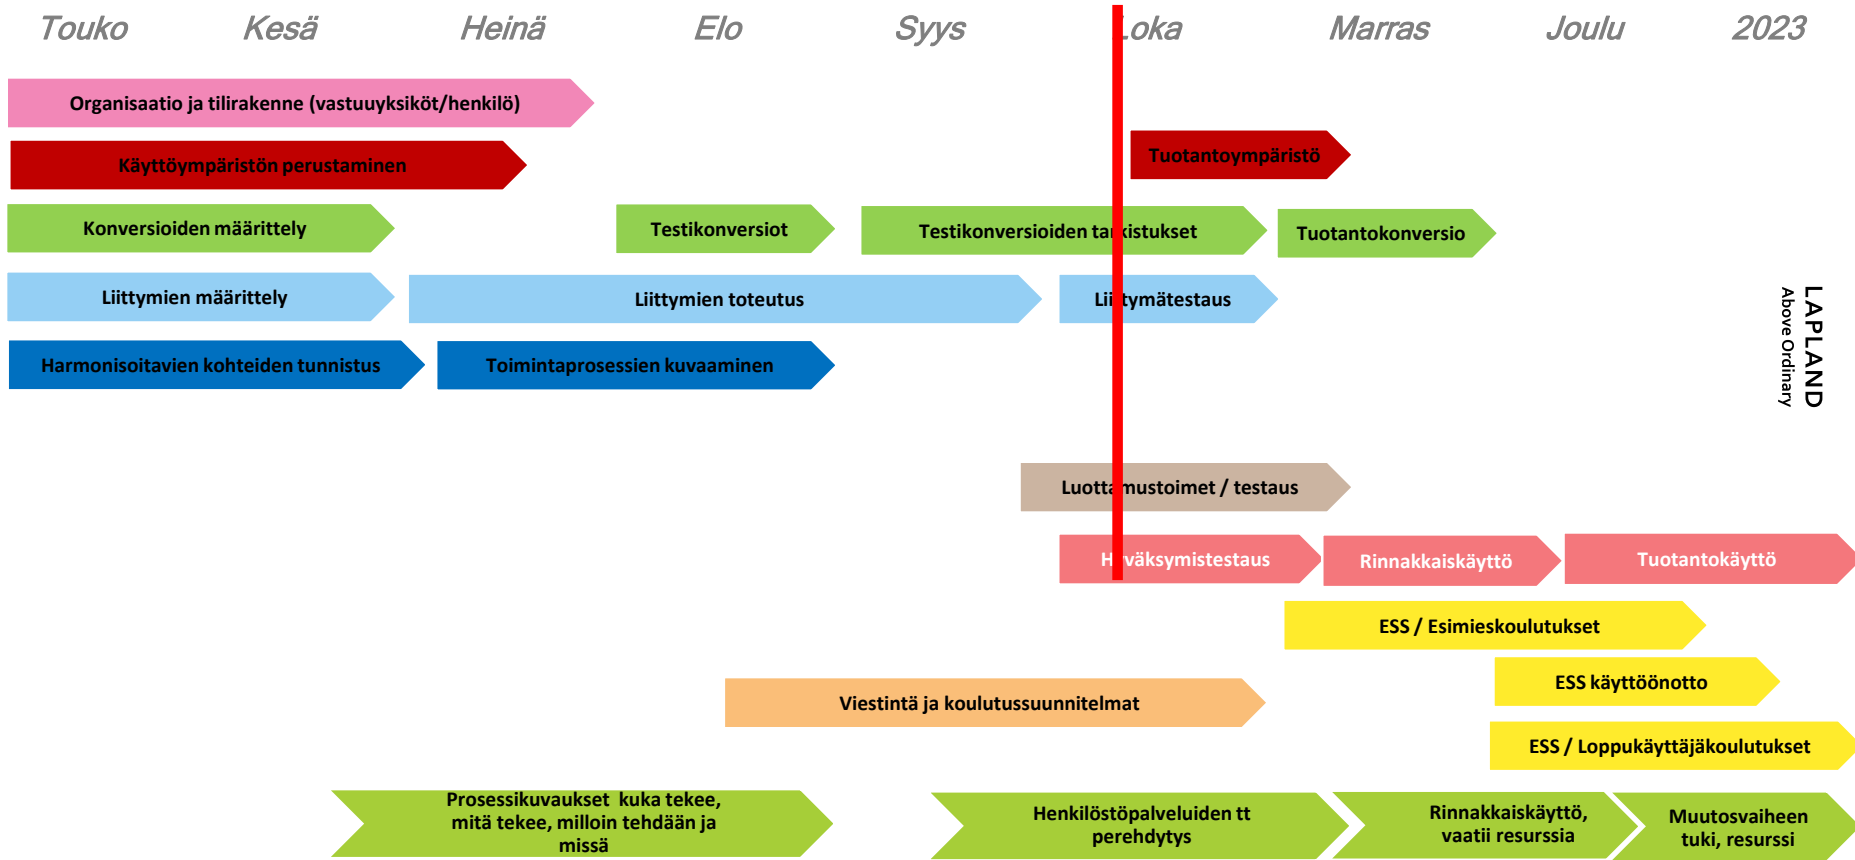 Touko Kesä Heinä Elo Syys Loka Marras Joulu 2023
Organisaatio ja tilirakenne (vastuuyksiköt/henkilö)
Käyttöympäristön perustaminen
Tuotantoympäristö
Konversioiden määrittely
Testikonversiot
Testikonversioiden tarkistukset
Tuotantokonversio
Liittymien määrittely
Liittymien toteutus
Liittymätestaus
LAPLAND
Above Ordinary
Harmonisoitavien kohteiden tunnistus
Toimintaprosessien kuvaaminen
Luottamustoimet / testaus
Hyväksymistestaus
Rinnakkaiskäyttö
Tuotantokäyttö
ESS / Esimieskoulutukset
ESS käyttöönotto
Viestintä ja koulutussuunnitelmat
ESS / Loppukäyttäjäkoulutukset
Prosessikuvaukset kuka tekee,
mitä tekee, milloin tehdään ja
missä
Henkilöstöpalveluiden tt
perehdytys
Rinnakkaiskäyttö,
vaatii resurssia
Muutosvaiheen
tuki, resurssi